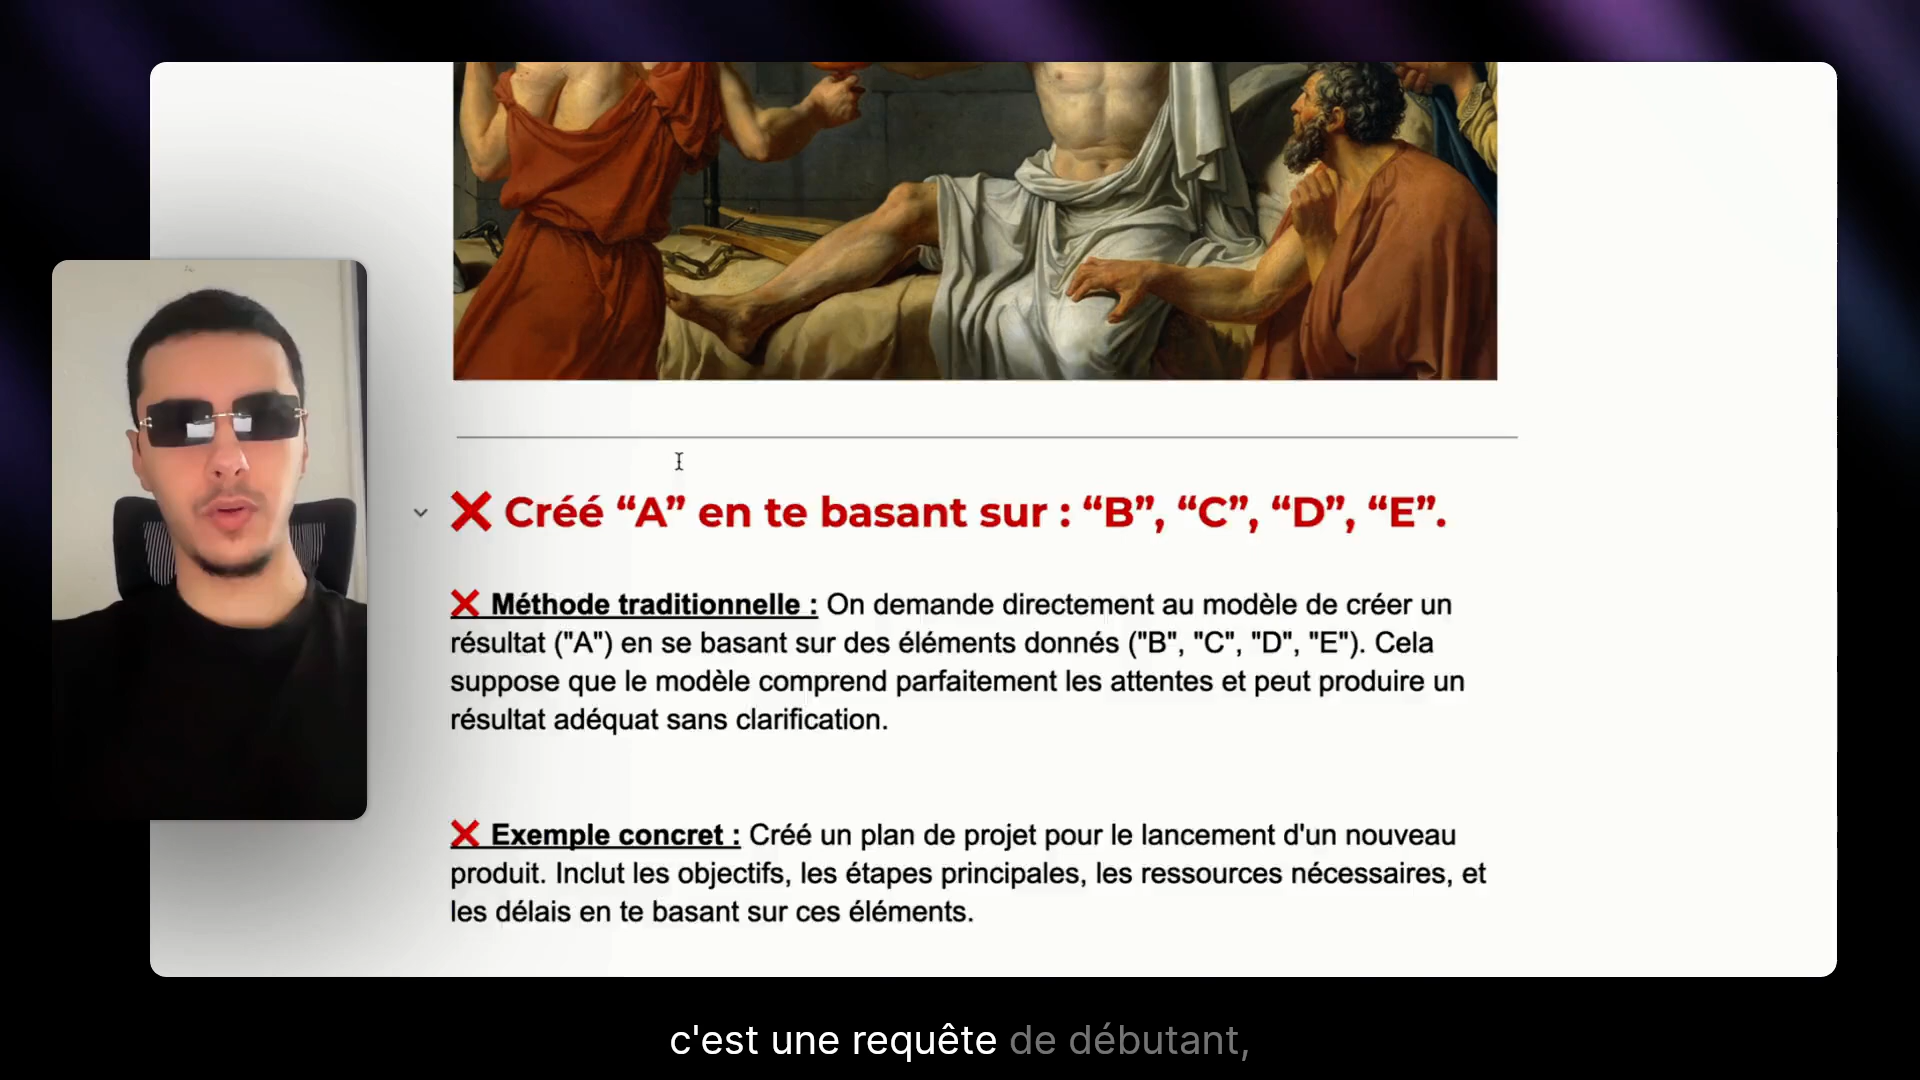 ❌ Créé “A” en te basant sur : “B”, “C”, “D”, “E”.
❌ Méthode traditionnelle : On demande directement au modèle de créer un
résultat ("A") en se basant sur des éléments donnés ("B", "C", "D", "E"). Cela
suppose que le modèle comprend parfaitement les attentes et peut produire un
résultat adéquat sans clarification.
❌ Exemple concret : Créé un plan de projet pour le lancement d'un nouveau
produit. Inclut les objectifs, les étapes principales, les ressources nécessaires, et
les délais en te basant sur ces éléments.
c'est une requête de débutant,